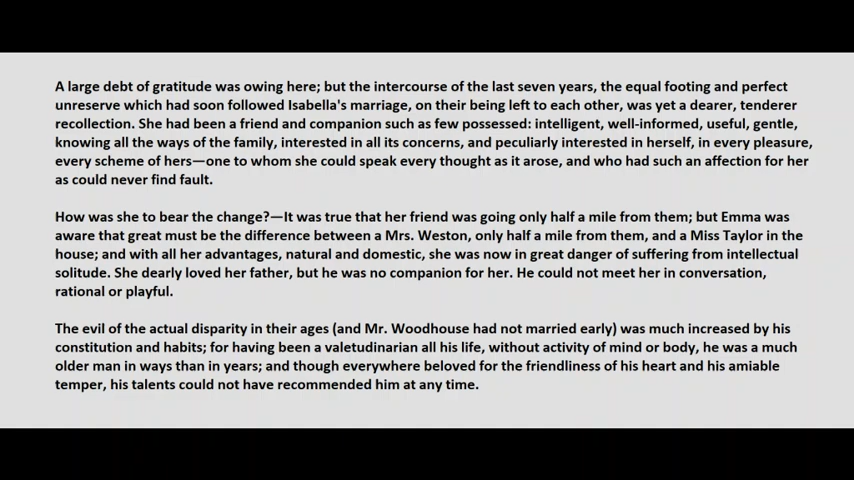 A large debt of gratitude was owing here; but the intercourse of the last seven years, the equal footing and perfect
unreserve which had soon followed Isabella's marriage, on their being left to each other, was yet a dearer, tenderer
recollection. She had been a friend and companion such as few possessed: intelligent, well-informed, useful, gentle,
knowing all the ways of the family, interested in all its concerns, and peculiarly interested in herself, in every pleasure,
every scheme of hers—one to whom she could speak every thought as it arose, and who had such an affection for her
as could never find fault.
How was she to bear the change?—It was true that her friend was going only half a mile from them; but Emma was
aware that great must be the difference between a Mrs. Weston, only half a mile from them, and a Miss Taylor in the
house; and with all her advantages, natural and domestic, she was now in great danger of suffering from intellectual
solitude. She dearly loved her father, but he was no companion for her. He could not meet her in conversation,
rational or playful.
The evil of the actual disparity in their ages (and Mr. Woodhouse had not married early) was much increased by his
constitution and habits; for having been a valetudinarian all his life, without activity of mind or body, he was a much
older man in ways than in years; and though everywhere beloved for the friendliness of his heart and his amiable
temper, his talents could not have recommended him at any time.